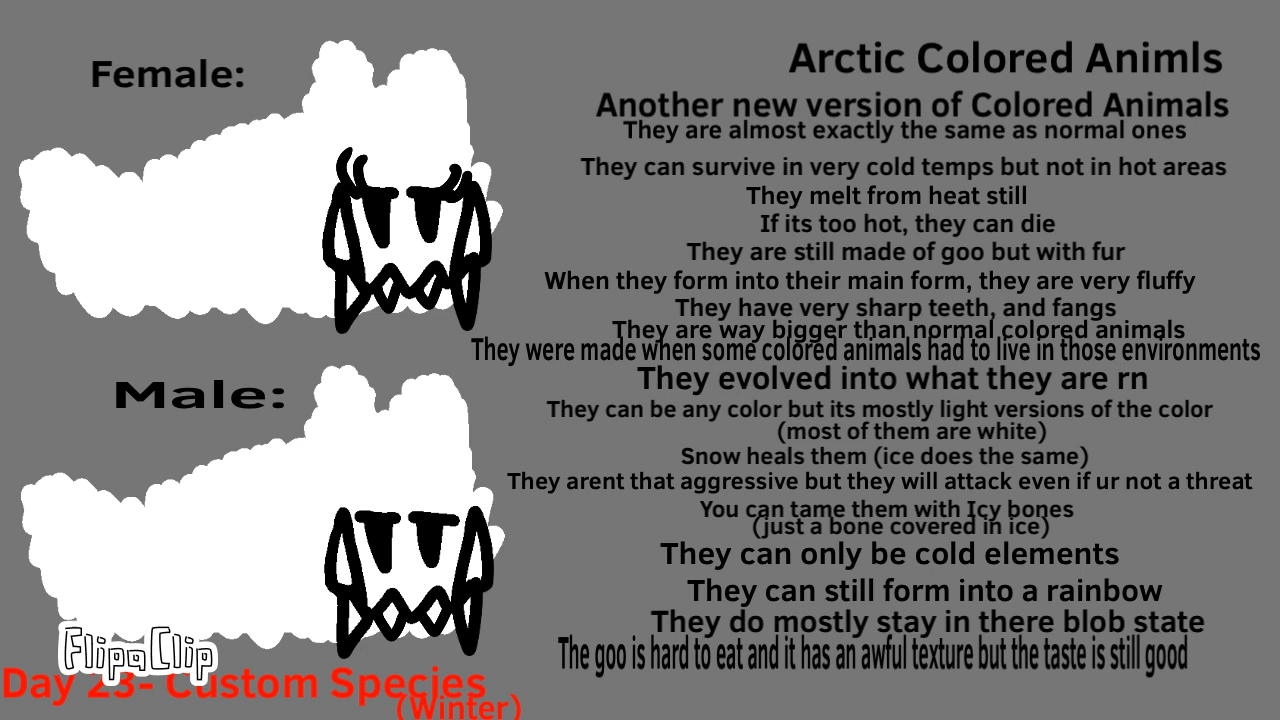 Female:
Arctic Colored Animls
Another new version of Colored Animals
They are almost exactly the same as normal ones
They can survive in very cold temps but not in hot areas
They melt from heat still
If its too hot, they can die
They are still made of goo but with fur
When they form into their main form, they are very fluffy
They have very sharp teeth, and fangs
They are way bigger than normal colored animals
They were made when some colored animals had to live in those environments
They evolved into what they are rn
Male:
They can be any color but its mostly light versions of the color
(most of them are white)
Snow heals them (ice does the same)
They arent that aggressive but they will attack even if ur not a threat
You can tame them with Icy bones
(just a bone covered in ice)
They can only be cold elements
They can still form into a rainbow
They do mostly stay in there blob state
The goo is hard to eat and it has an awful texture but the taste is still good
FlipaClip
Day 23- Custom Species
(Winter)